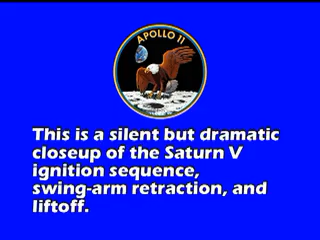 APOLLO 11
This is a silent but dramatic
closeup of the Saturn V
ignition sequence,
swing-arm retraction, and
liftoff.